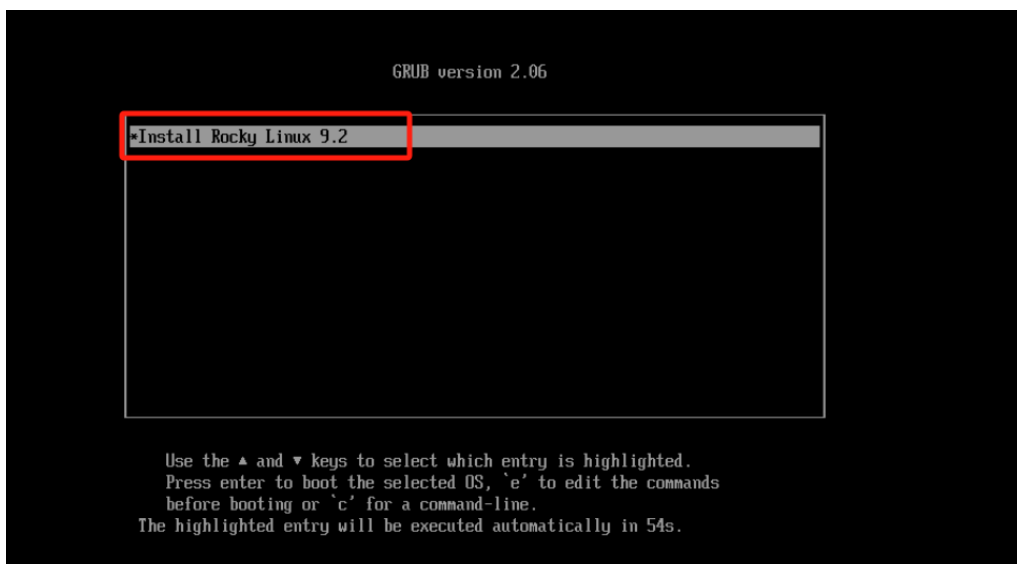 GRUB version 2.06
*Install Rocky Linux 9.2
Use the ▲ and ▼ keys to select which entry is highlighted.
Press enter to boot the selected OS, `e' to edit the commands
before booting or `c' for a command-line.
The highlighted entry will be executed automatically in 54s.